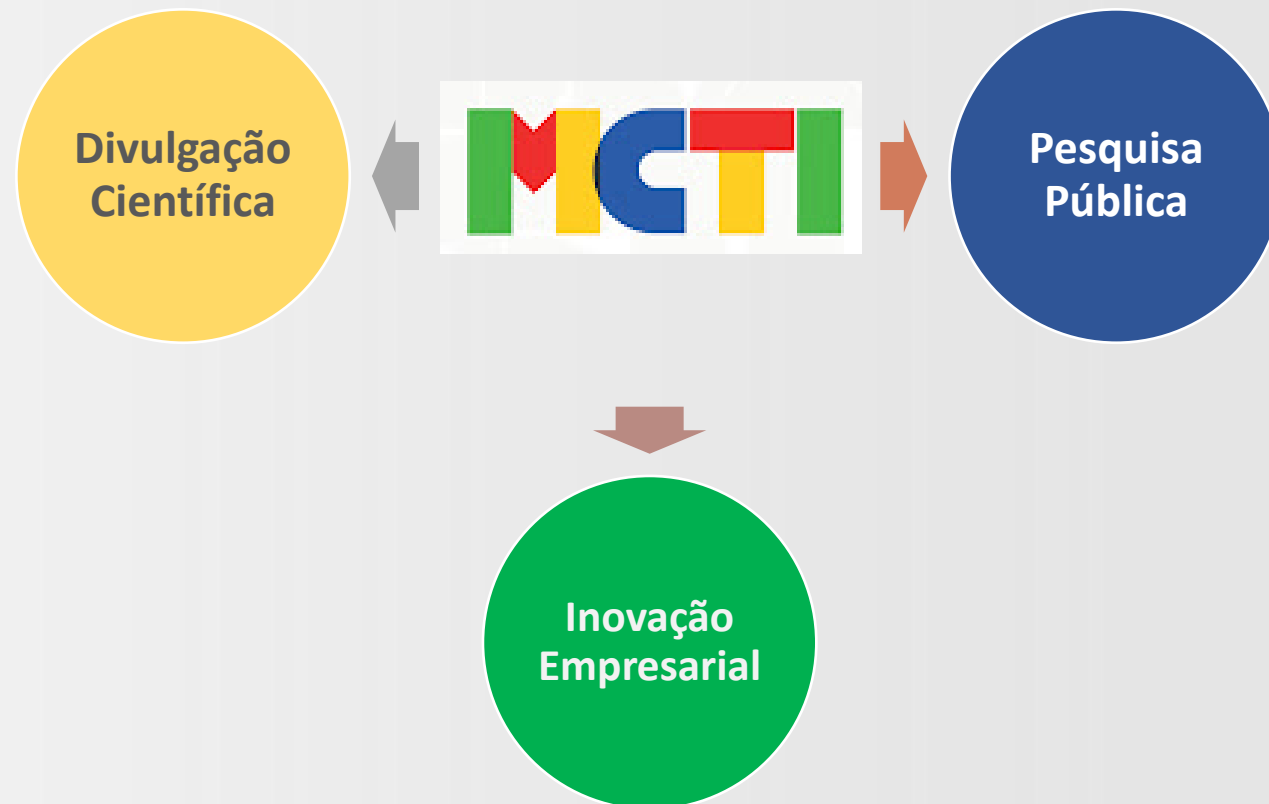 Divulgação
Científica
MCTI
Pesquisa
Pública
Inovação
Empresarial